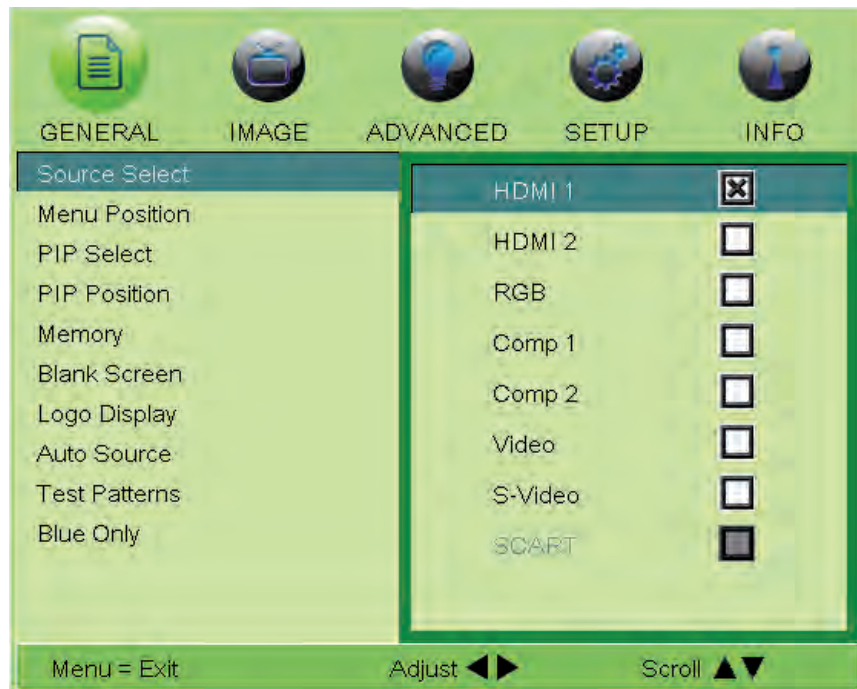 GENERAL IMAGE ADVANCED SETUP INFO
Source Select
Menu Position
PIP Select
PIP Position
Memory
Blank Screen
Logo Display
Auto Source
Test Patterns
Blue Only
HDMI 1
HDMI 2
RGB
Comp 1
Comp 2
Video
S-Video
SCART
Menu = Exit Adjust ◀▶ Scroll ▲▼